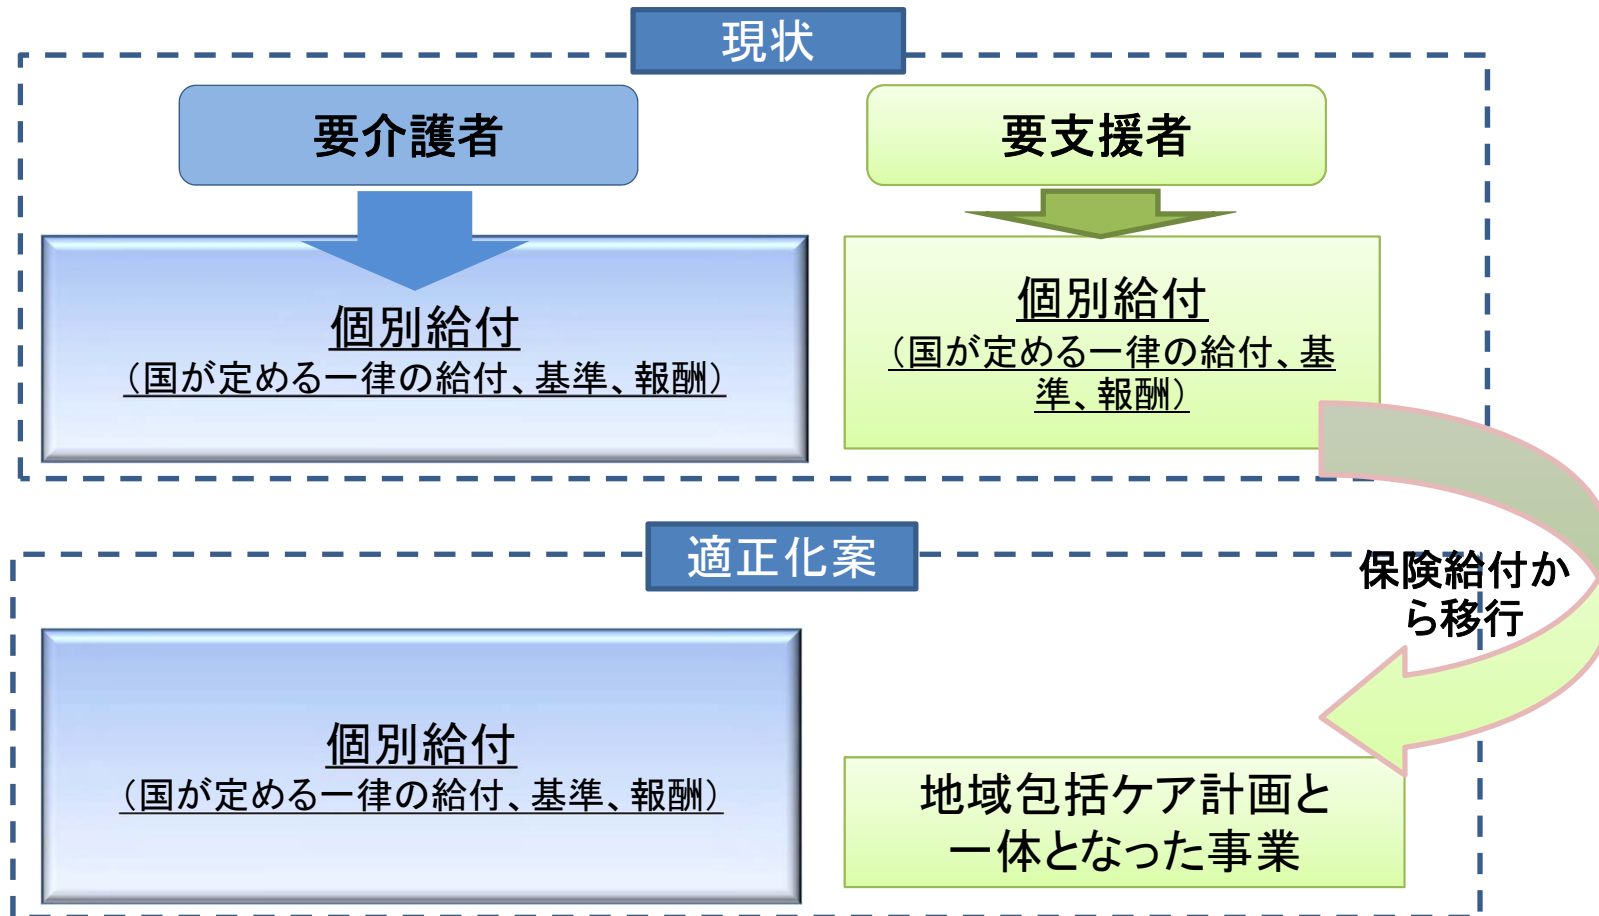 現状
要介護者
要支援者
個別給付
（国が定める一律の給付、基準、報酬）
個別給付
（国が定める一律の給付、基
準、報酬）
適正化案
保険給付か
ら移行
個別給付
（国が定める一律の給付、基準、報酬）
地域包括ケア計画と
一体となった事業